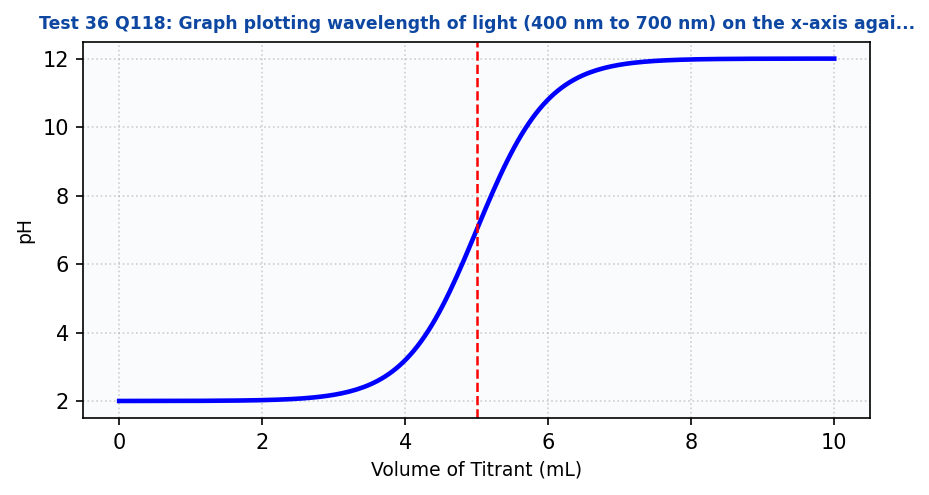 Test 36 Q118: Graph plotting wavelength of light (400 nm to 700 nm) on the x-axis agai...
12
10
8
6
4
2
pH
0 2 4 6 8 10
Volume of Titrant (mL)